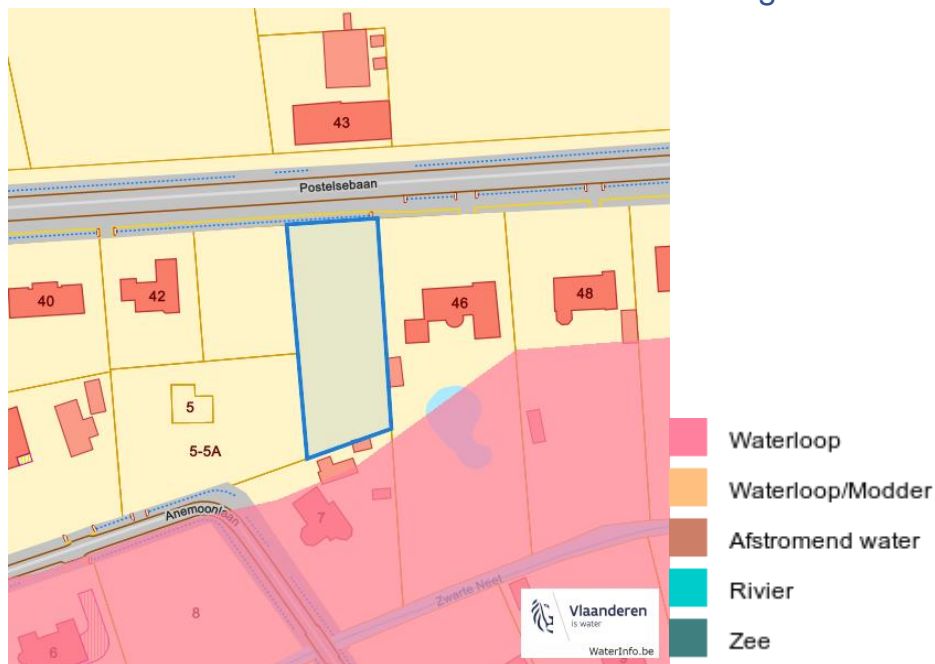 43
Postelsebaan
40
42
46
48
5
5-5A
Anemoonlaan
7
Zwarte Neet
8
6
9
Vlaanderen
is water
WaterInfo.be
Waterloop
Waterloop/Modder
Afstromend water
Rivier
Zee